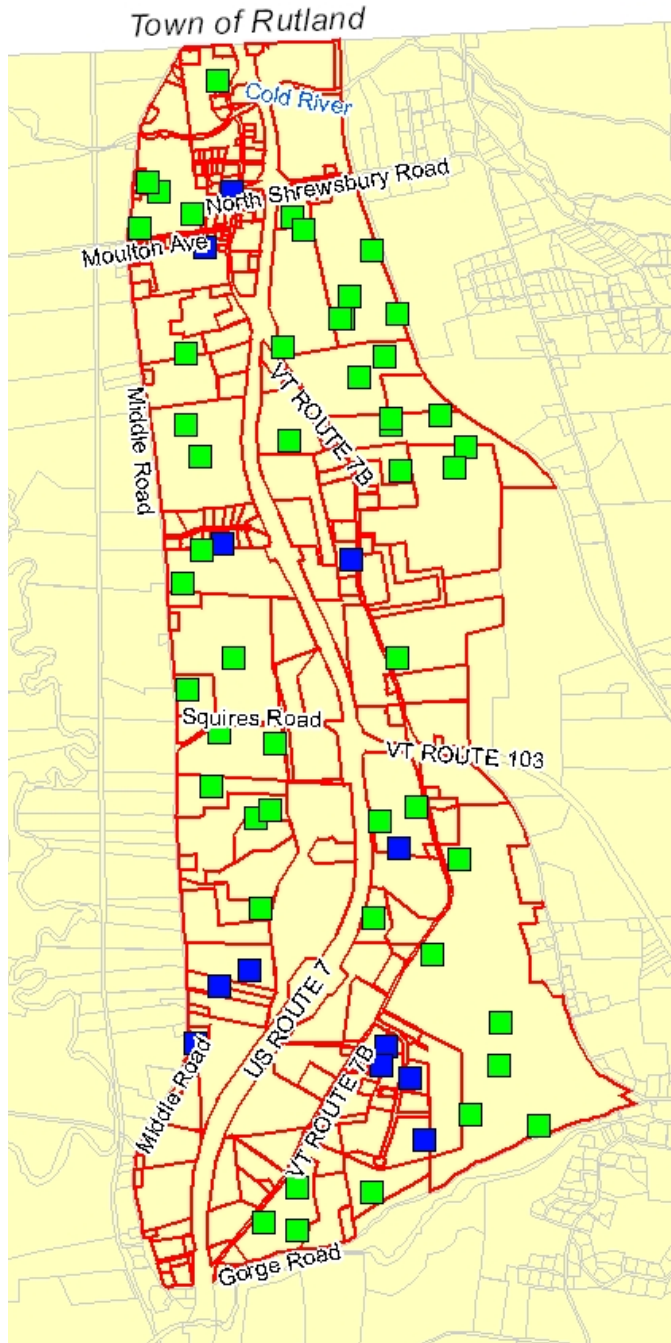 Town of Rutland
Cold River
North Shrewsbury Road
Moulton Ave
VT ROUTE 7B
Middle Road
Squires Road
VT ROUTE 103
US ROUTE 7
Middle Road
VT ROUTE 7B
Gorge Road